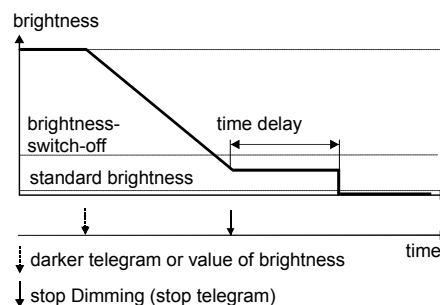 brightness
brightness-
switch-off
time delay
standard brightness
time
darker telegram or value of brightness
stop Dimming (stop telegram)